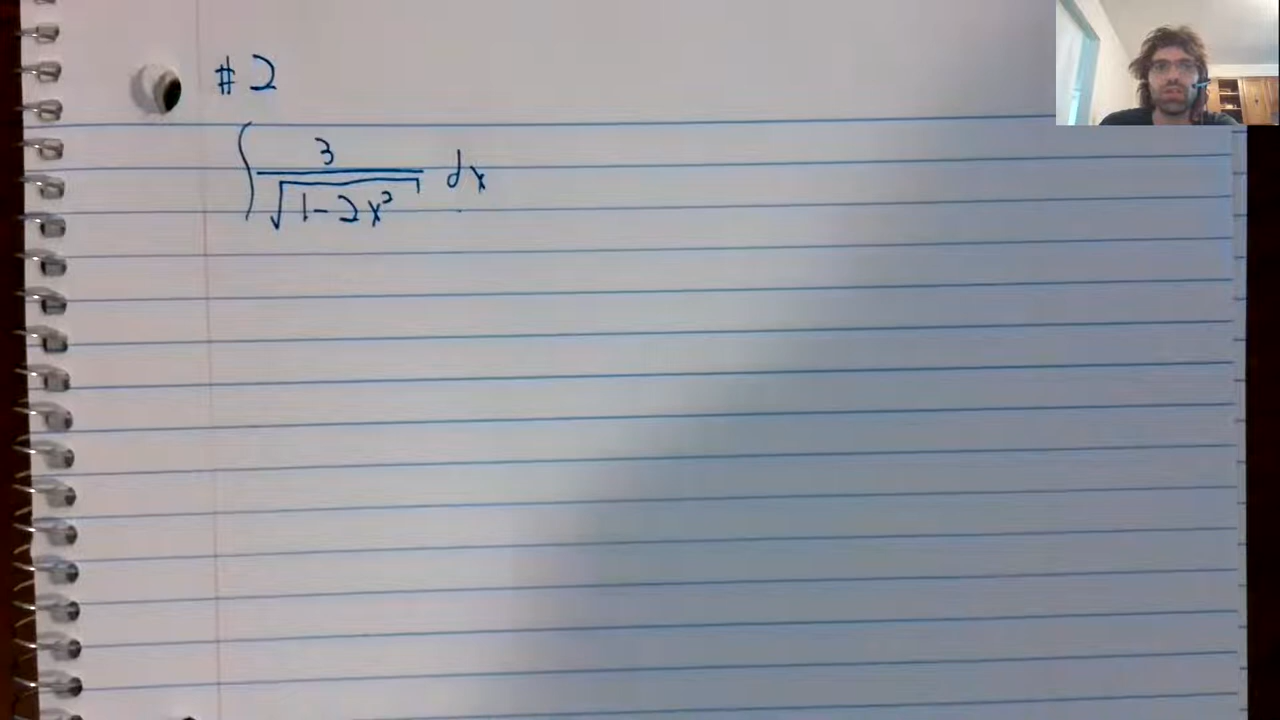 #2
∫ 3/√(1-2x²) dx